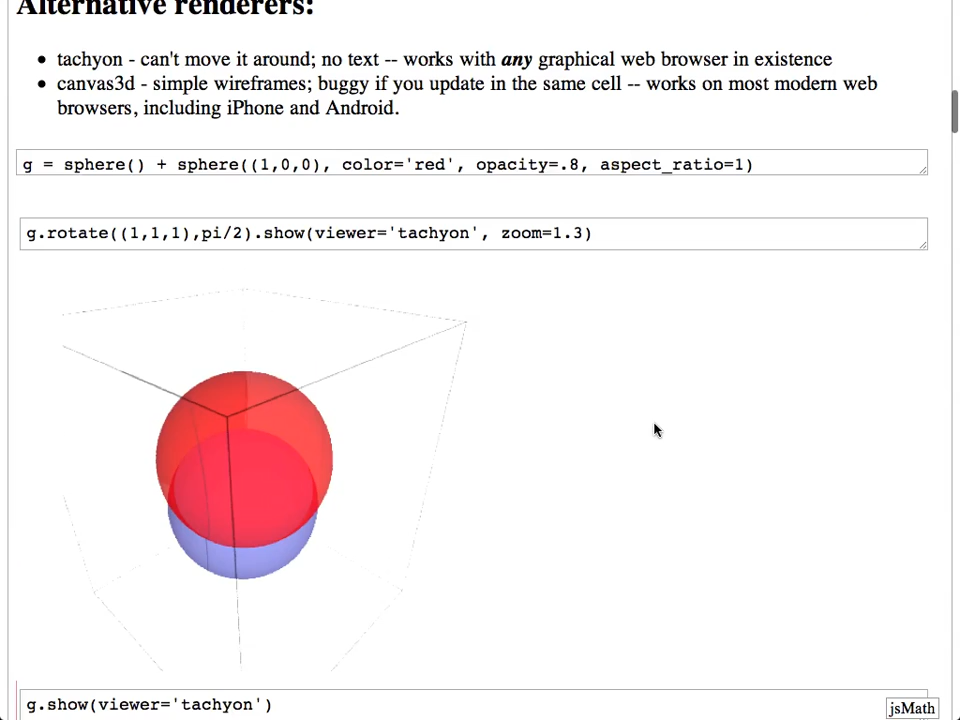 Alternative renderers:
tachyon - can't move it around; no text -- works with any graphical web browser in existence
canvas3d - simple wireframes; buggy if you update in the same cell -- works on most modern web
browsers, including iPhone and Android.
g = sphere() + sphere((1,0,0), color='red', opacity=.8, aspect_ratio=1)
g.rotate((1,1,1),pi/2).show(viewer='tachyon', zoom=1.3)
g.show(viewer='tachyon')
jsMath